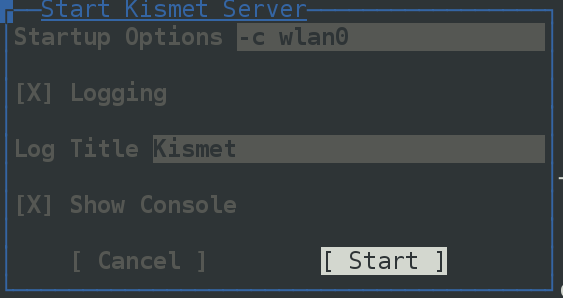 Start Kismet Server
Startup Options -c wlan0
[X] Logging
Log Title Kismet
[X] Show Console
[ Cancel ] [ Start ]